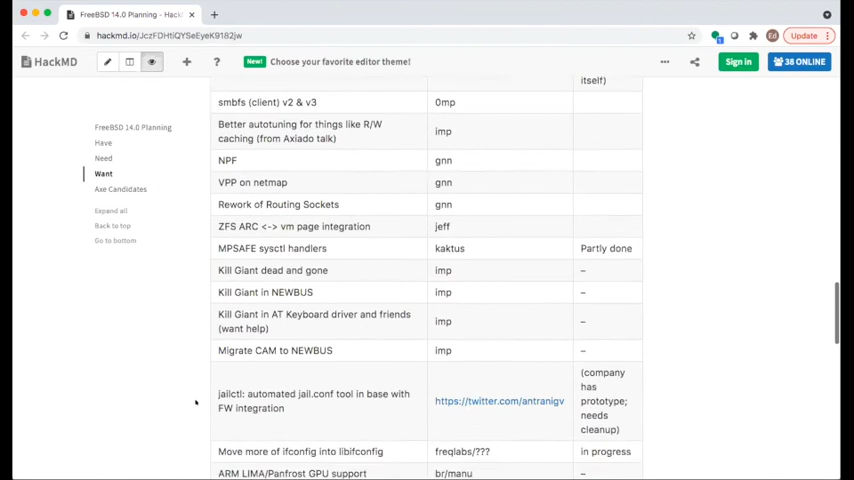 FreeBSD 14.0 Planning - HackM
hackmd.io/JczFDHtiQYSeEyeK9182jw
Ed
Update
HackMD
New! Choose your favorite editor theme!
Sign in
38 ONLINE
FreeBSD 14.0 Planning
Have
Need
Want
Axe Candidates
Expand all
Back to top
Go to bottom
itself)
smbfs (client) v2 & v3 0mp
Better autotuning for things like R/W
caching (from Axiado talk) imp
NPF gnn
VPP on netmap gnn
Rework of Routing Sockets gnn
ZFS ARC <-> vm page integration jeff
MPSAFE sysctl handlers kaktus Partly done
Kill Giant dead and gone imp –
Kill Giant in NEWBUS imp –
Kill Giant in AT Keyboard driver and friends
(want help) imp –
Migrate CAM to NEWBUS imp –
jailctl: automated jail.conf tool in base with
FW integration
https://twitter.com/antranigv
(company
has
prototype;
needs
cleanup)
Move more of ifconfig into libifconfig freqlabs/??? in progress
ARM LIMA/Panfrost GPU support br/manu –